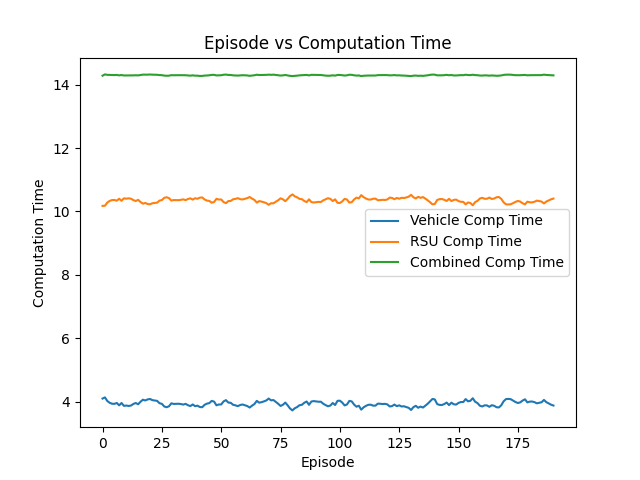 Episode vs Computation Time
Computation Time
14
12
10
8
6
4
Vehicle Comp Time
RSU Comp Time
Combined Comp Time
0 25 50 75 100 125 150 175
Episode